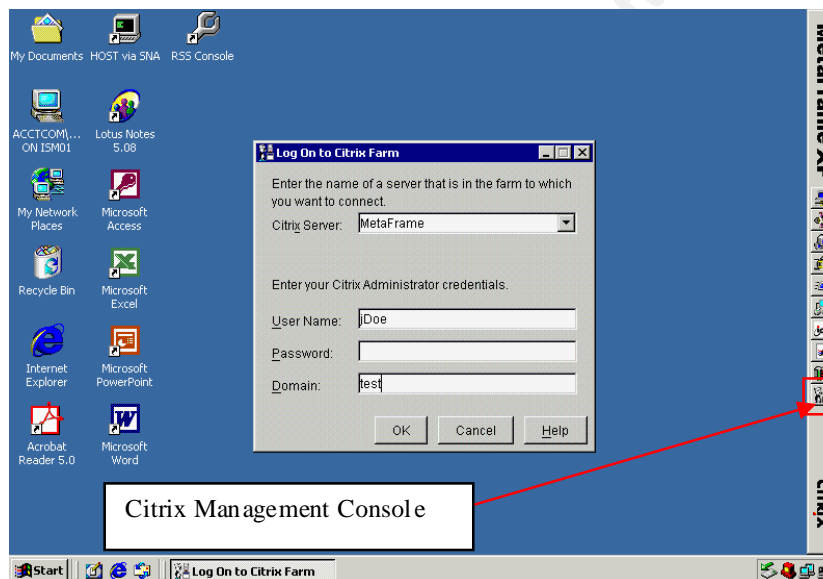 My Documents
HOST via SNA
RSS Console
ACCTCOM\...
ON ISM01
Lotus Notes
5.08
My Network
Places
Microsoft
Access
Recycle Bin
Microsoft
Excel
Internet
Explorer
Microsoft
PowerPoint
Acrobat
Reader 5.0
Microsoft
Word
Log On to Citrix Farm
Enter the name of a server that is in the farm to which
you want to connect.
Citrix Server: MetaFrame
Enter your Citrix Administrator credentials.
User Name: jDoe
Password:
Domain: test
OK Cancel Help
MetaFrame XP
citrix
Citrix Management Console
Start
Log On to Citrix Farm